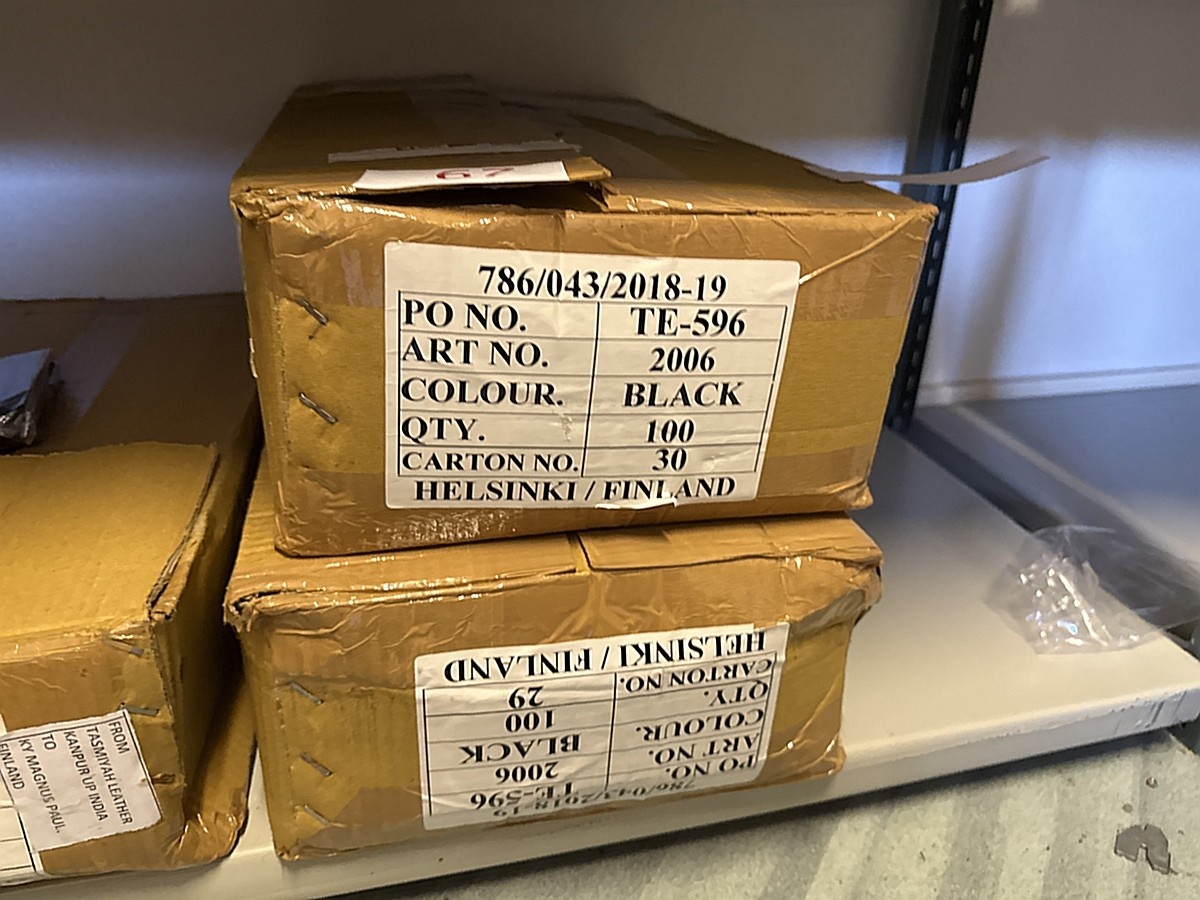 67
786/043/2018-19
PO NO. TE-596
ART NO. 2006
COLOUR. BLACK
QTY. 100
CARTON NO. 30
HELSINKI / FINLAND
786/043/2018-19
PO NO. TE-596
ART NO. 2006
COLOUR. BLACK
QTY. 100
CARTON NO. 29
HELSINKI / FINLAND
FROM
TASMIYAH LEATHER
KANPUR UP INDIA
TO
KY MAGNUS PAUL.
FINLAND